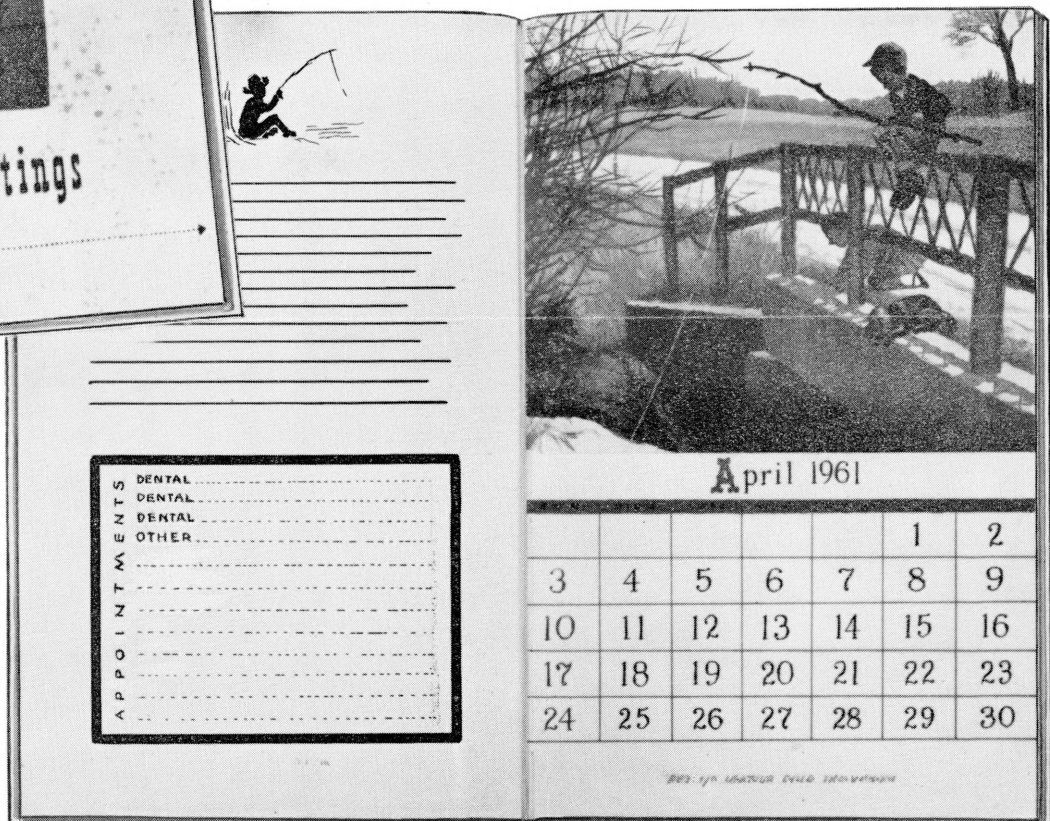 tings
APPOINTMENTS
DENTAL
DENTAL
DENTAL
OTHER
April 1961
1 2
3 4 5 6 7 8 9
10 11 12 13 14 15 16
17 18 19 20 21 22 23
24 25 26 27 28 29 30